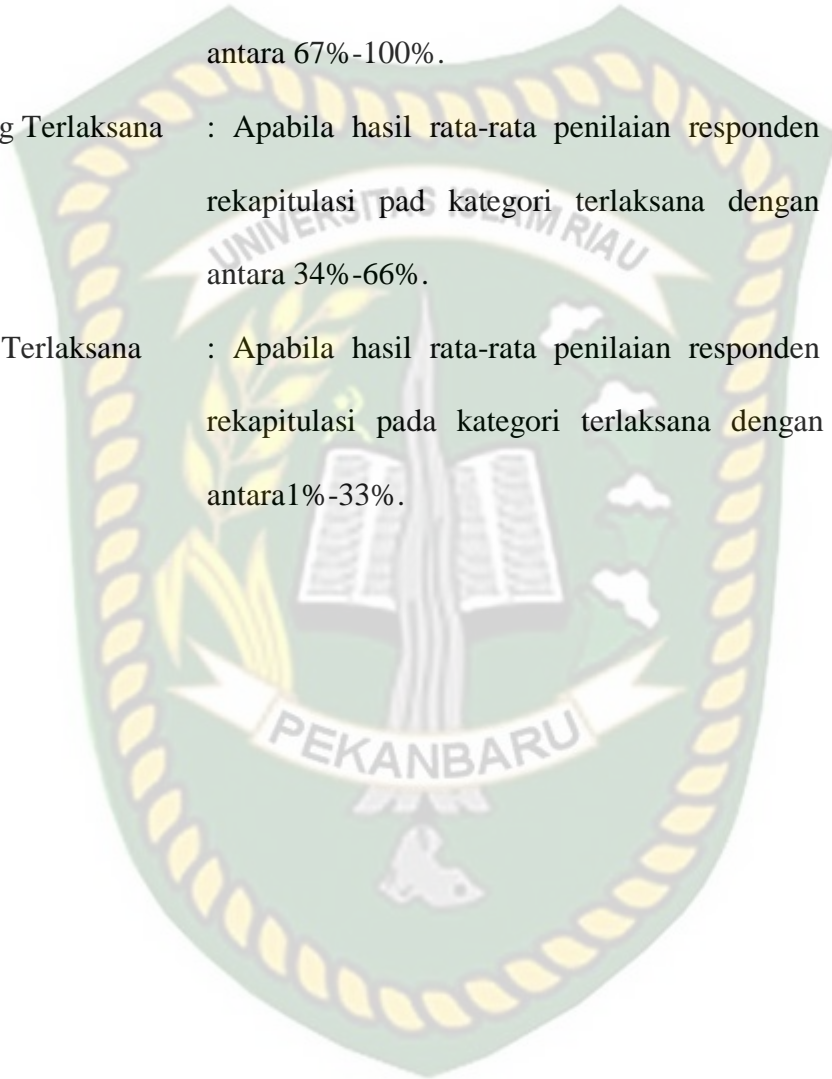 antara 67%-100%.
g Terlaksana : Apabila hasil rata-rata penilaian responden
rekapitulasi pad kategori terlaksana dengan
UNIVERSITAS ISLAM RIAU
antara 34%-66%.
Terlaksana : Apabila hasil rata-rata penilaian responden
rekapitulasi pada kategori terlaksana dengan
antara1%-33%.
PEKANBARU